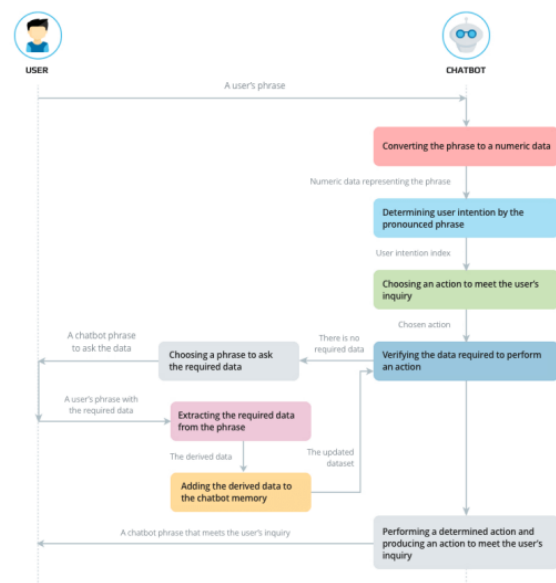 USER
CHATBOT
A user's phrase
Converting the phrase to a numeric data
Numeric data representing the phrase
Determining user intention by the
pronounced phrase
User intention index
Choosing an action to meet the user's
inquiry
Chosen action
A chatbot phrase
to ask the data
Choosing a phrase to ask
the required data
There is no
required data
Verifying the data required to perform
an action
A user's phrase with
the required data
Extracting the required data
from the phrase
The derived data
The updated
dataset
Adding the derived data to
the chatbot memory
A chatbot phrase that meets the user's inquiry
Performing a determined action and
producing an action to meet the user's
inquiry